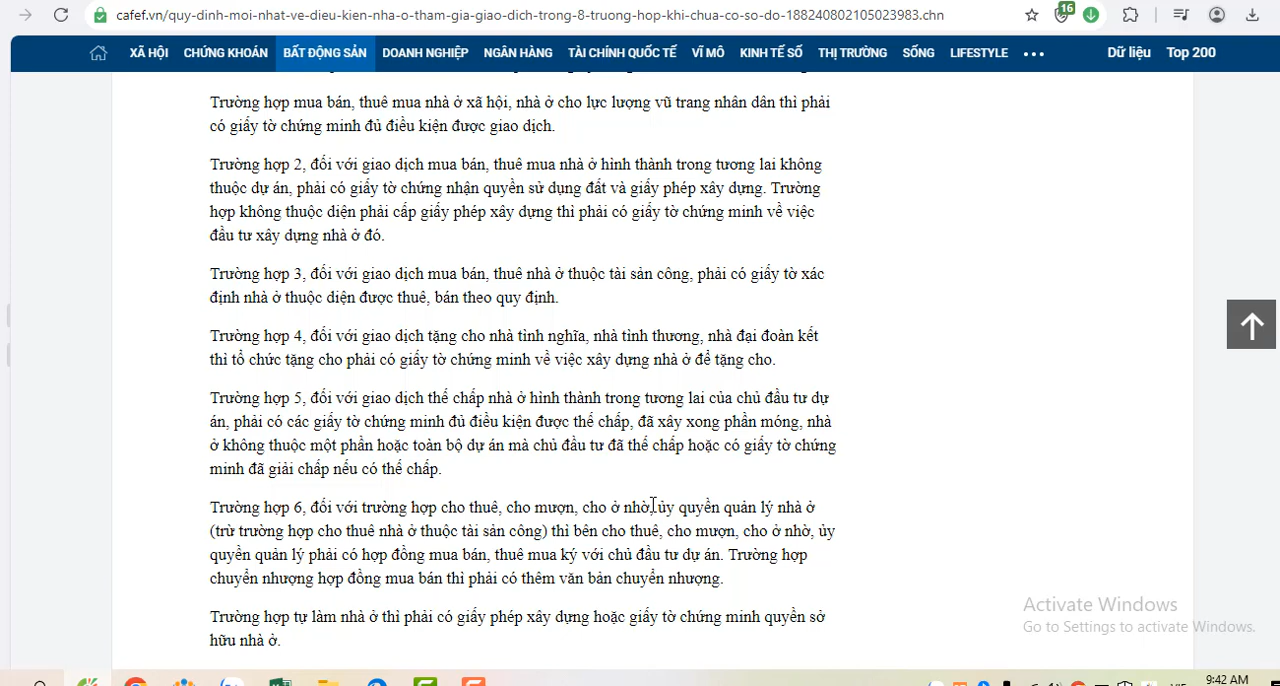 cafef.vn/quy-dinh-moi-nhat-ve-dieu-kien-nha-o-tham-gia-giao-dich-trong-8-truong-hop-khi-chua-co-so-do-188240802105023983.chn
16
XÃ HỘI CHỨNG KHOÁN BẤT ĐỘNG SẢN DOANH NGHIỆP NGÂN HÀNG TÀI CHÍNH QUỐC TẾ VĨ MÔ KINH TẾ SỐ THỊ TRƯỜNG SỐNG LIFESTYLE Dữ liệu Top 200
Trường hợp mua bán, thuê mua nhà ở xã hội, nhà ở cho lực lượng vũ trang nhân dân thì phải
có giấy tờ chứng minh đủ điều kiện được giao dịch.
Trường hợp 2, đối với giao dịch mua bán, thuê mua nhà ở hình thành trong tương lai không
thuộc dự án, phải có giấy tờ chứng nhận quyền sử dụng đất và giấy phép xây dựng. Trường
hợp không thuộc diện phải cấp giấy phép xây dựng thì phải có giấy tờ chứng minh về việc
đầu tư xây dựng nhà ở đó.
Trường hợp 3, đối với giao dịch mua bán, thuê nhà ở thuộc tài sản công, phải có giấy tờ xác
định nhà ở thuộc diện được thuê, bán theo quy định.
Trường hợp 4, đối với giao dịch tặng cho nhà tình nghĩa, nhà tình thương, nhà đại đoàn kết
thì tổ chức tặng cho phải có giấy tờ chứng minh về việc xây dựng nhà ở để tặng cho.
Trường hợp 5, đối với giao dịch thế chấp nhà ở hình thành trong tương lai của chủ đầu tư dự
án, phải có các giấy tờ chứng minh đủ điều kiện được thế chấp, đã xây xong phần móng, nhà
ở không thuộc một phần hoặc toàn bộ dự án mà chủ đầu tư đã thế chấp hoặc có giấy tờ chứng
minh đã giải chấp nếu có thế chấp.
Trường hợp 6, đối với trường hợp cho thuê, cho mượn, cho ở nhờ, ủy quyền quản lý nhà ở
(trừ trường hợp cho thuê nhà ở thuộc tài sản công) thì bên cho thuê, cho mượn, cho ở nhờ, ủy
quyền quản lý phải có hợp đồng mua bán, thuê mua ký với chủ đầu tư dự án. Trường hợp
chuyển nhượng hợp đồng mua bán thì phải có thêm văn bản chuyển nhượng.
Trường hợp tự làm nhà ở thì phải có giấy phép xây dựng hoặc giấy tờ chứng minh quyền sở
hữu nhà ở.
Activate Windows
Go to Settings to activate Windows.
9:42 AM